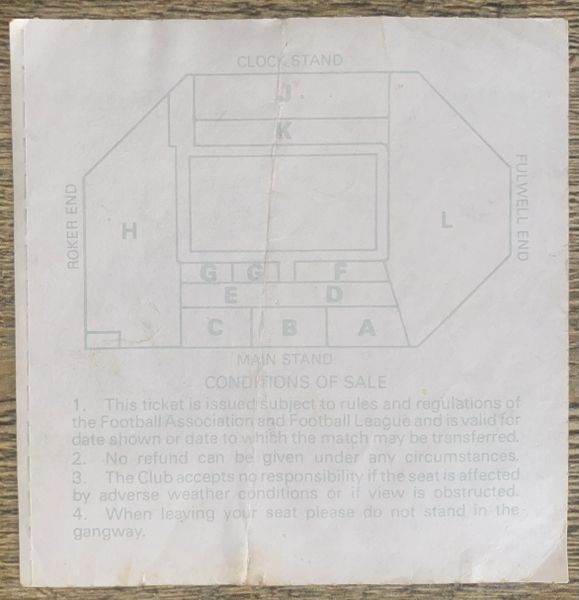 CLOCK STAND
J
K
ROKER END
H
L
FULWELL END
G G F
E D
C B A
MAIN STAND
CONDITIONS OF SALE
1. This ticket is issued subject to rules and regulations of
the Football Association and Football League and is valid for
date shown or date to which the match may be transferred.
2. No refund can be given under any circumstances.
3. The Club accepts no responsibility if the seat is affected
by adverse weather conditions or if view is obstructed.
4. When leaving your seat please do not stand in the
gangway.